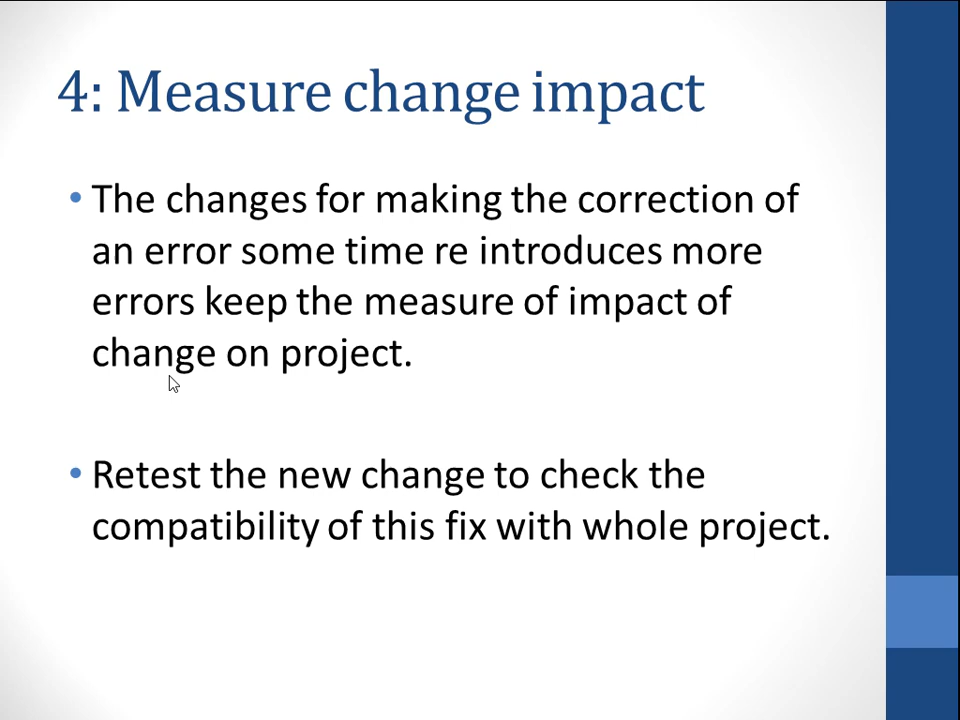 4: Measure change impact
• The changes for making the correction of
an error some time re introduces more
errors keep the measure of impact of
change on project.
• Retest the new change to check the
compatibility of this fix with whole project.